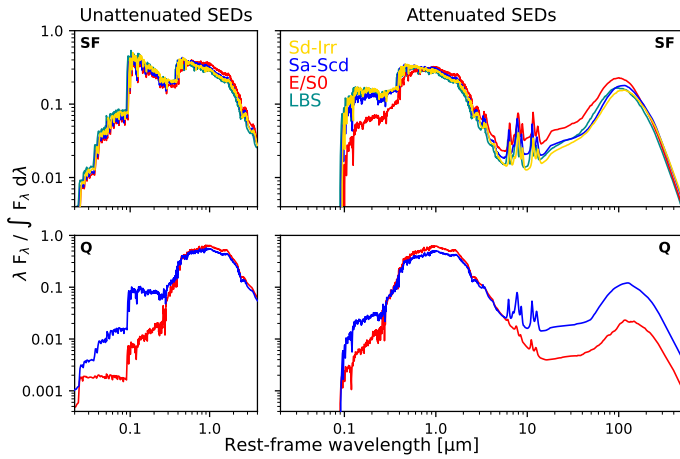 Unattenuated SEDs
Attenuated SEDs
1.0
SF
Sd-Irr
SF
Sa-Scd
E/S0
0.1
LBS
0.01
λ F_λ / ∫ F_λ dλ
1.0
Q
Q
0.1
0.01
0.001
0.1
1.0
0.1
1.0
10
100
Rest-frame wavelength [μm]